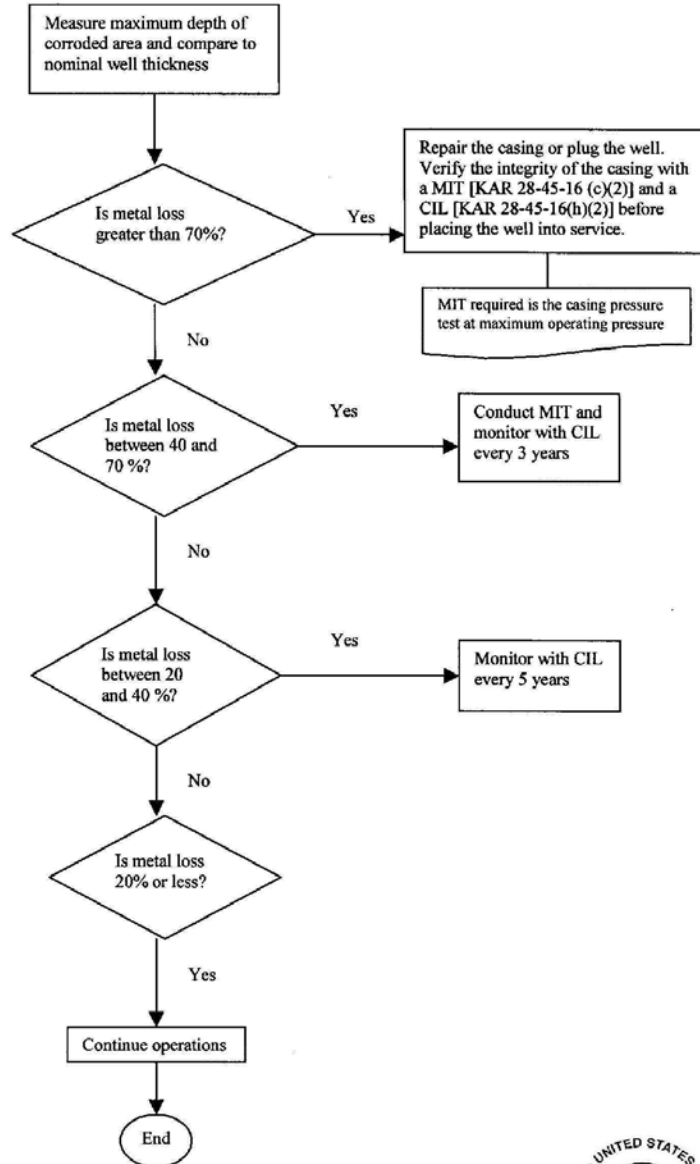 Measure maximum depth of
corroded area and compare to
nominal well thickness
Is metal loss
greater than 70%?
Yes
Repair the casing or plug the well.
Verify the integrity of the casing with
a MIT [KAR 28-45-16 (c)(2)] and a
CIL [KAR 28-45-16(h)(2)] before
placing the well into service.
MIT required is the casing pressure
test at maximum operating pressure
No
Is metal loss
between 40 and
70 %?
Yes
Conduct MIT and
monitor with CIL
every 3 years
No
Is metal loss
between 20
and 40 %?
Yes
Monitor with CIL
every 5 years
No
Is metal loss
20% or less?
Yes
Continue operations
End
UNITED STATES